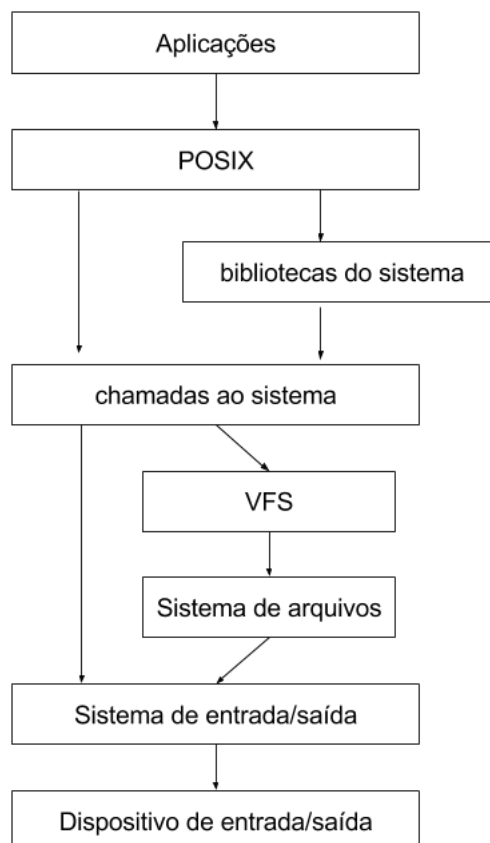 Aplicações
POSIX
bibliotecas do sistema
chamadas ao sistema
VFS
Sistema de arquivos
Sistema de entrada/saída
Dispositivo de entrada/saída